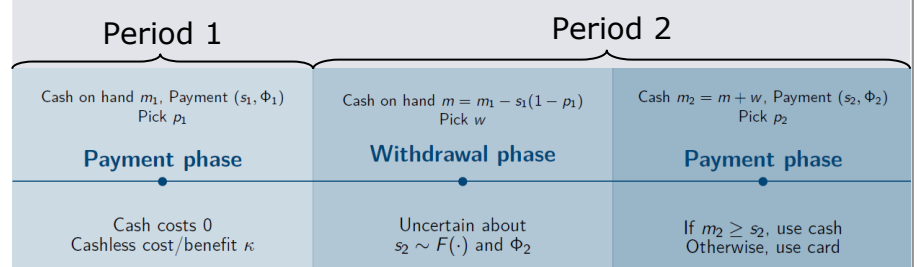 Period 1
Period 2
Cash on hand m₁, Payment (s₁, Φ₁)
Pick p₁
Payment phase
Cash costs 0
Cashless cost/benefit κ
Cash on hand m = m₁ − s₁(1 − p₁)
Pick w
Withdrawal phase
Uncertain about
s₂ ∼ F(·) and Φ₂
Cash m₂ = m + w, Payment (s₂, Φ₂)
Pick p₂
Payment phase
If m₂ ≥ s₂, use cash
Otherwise, use card